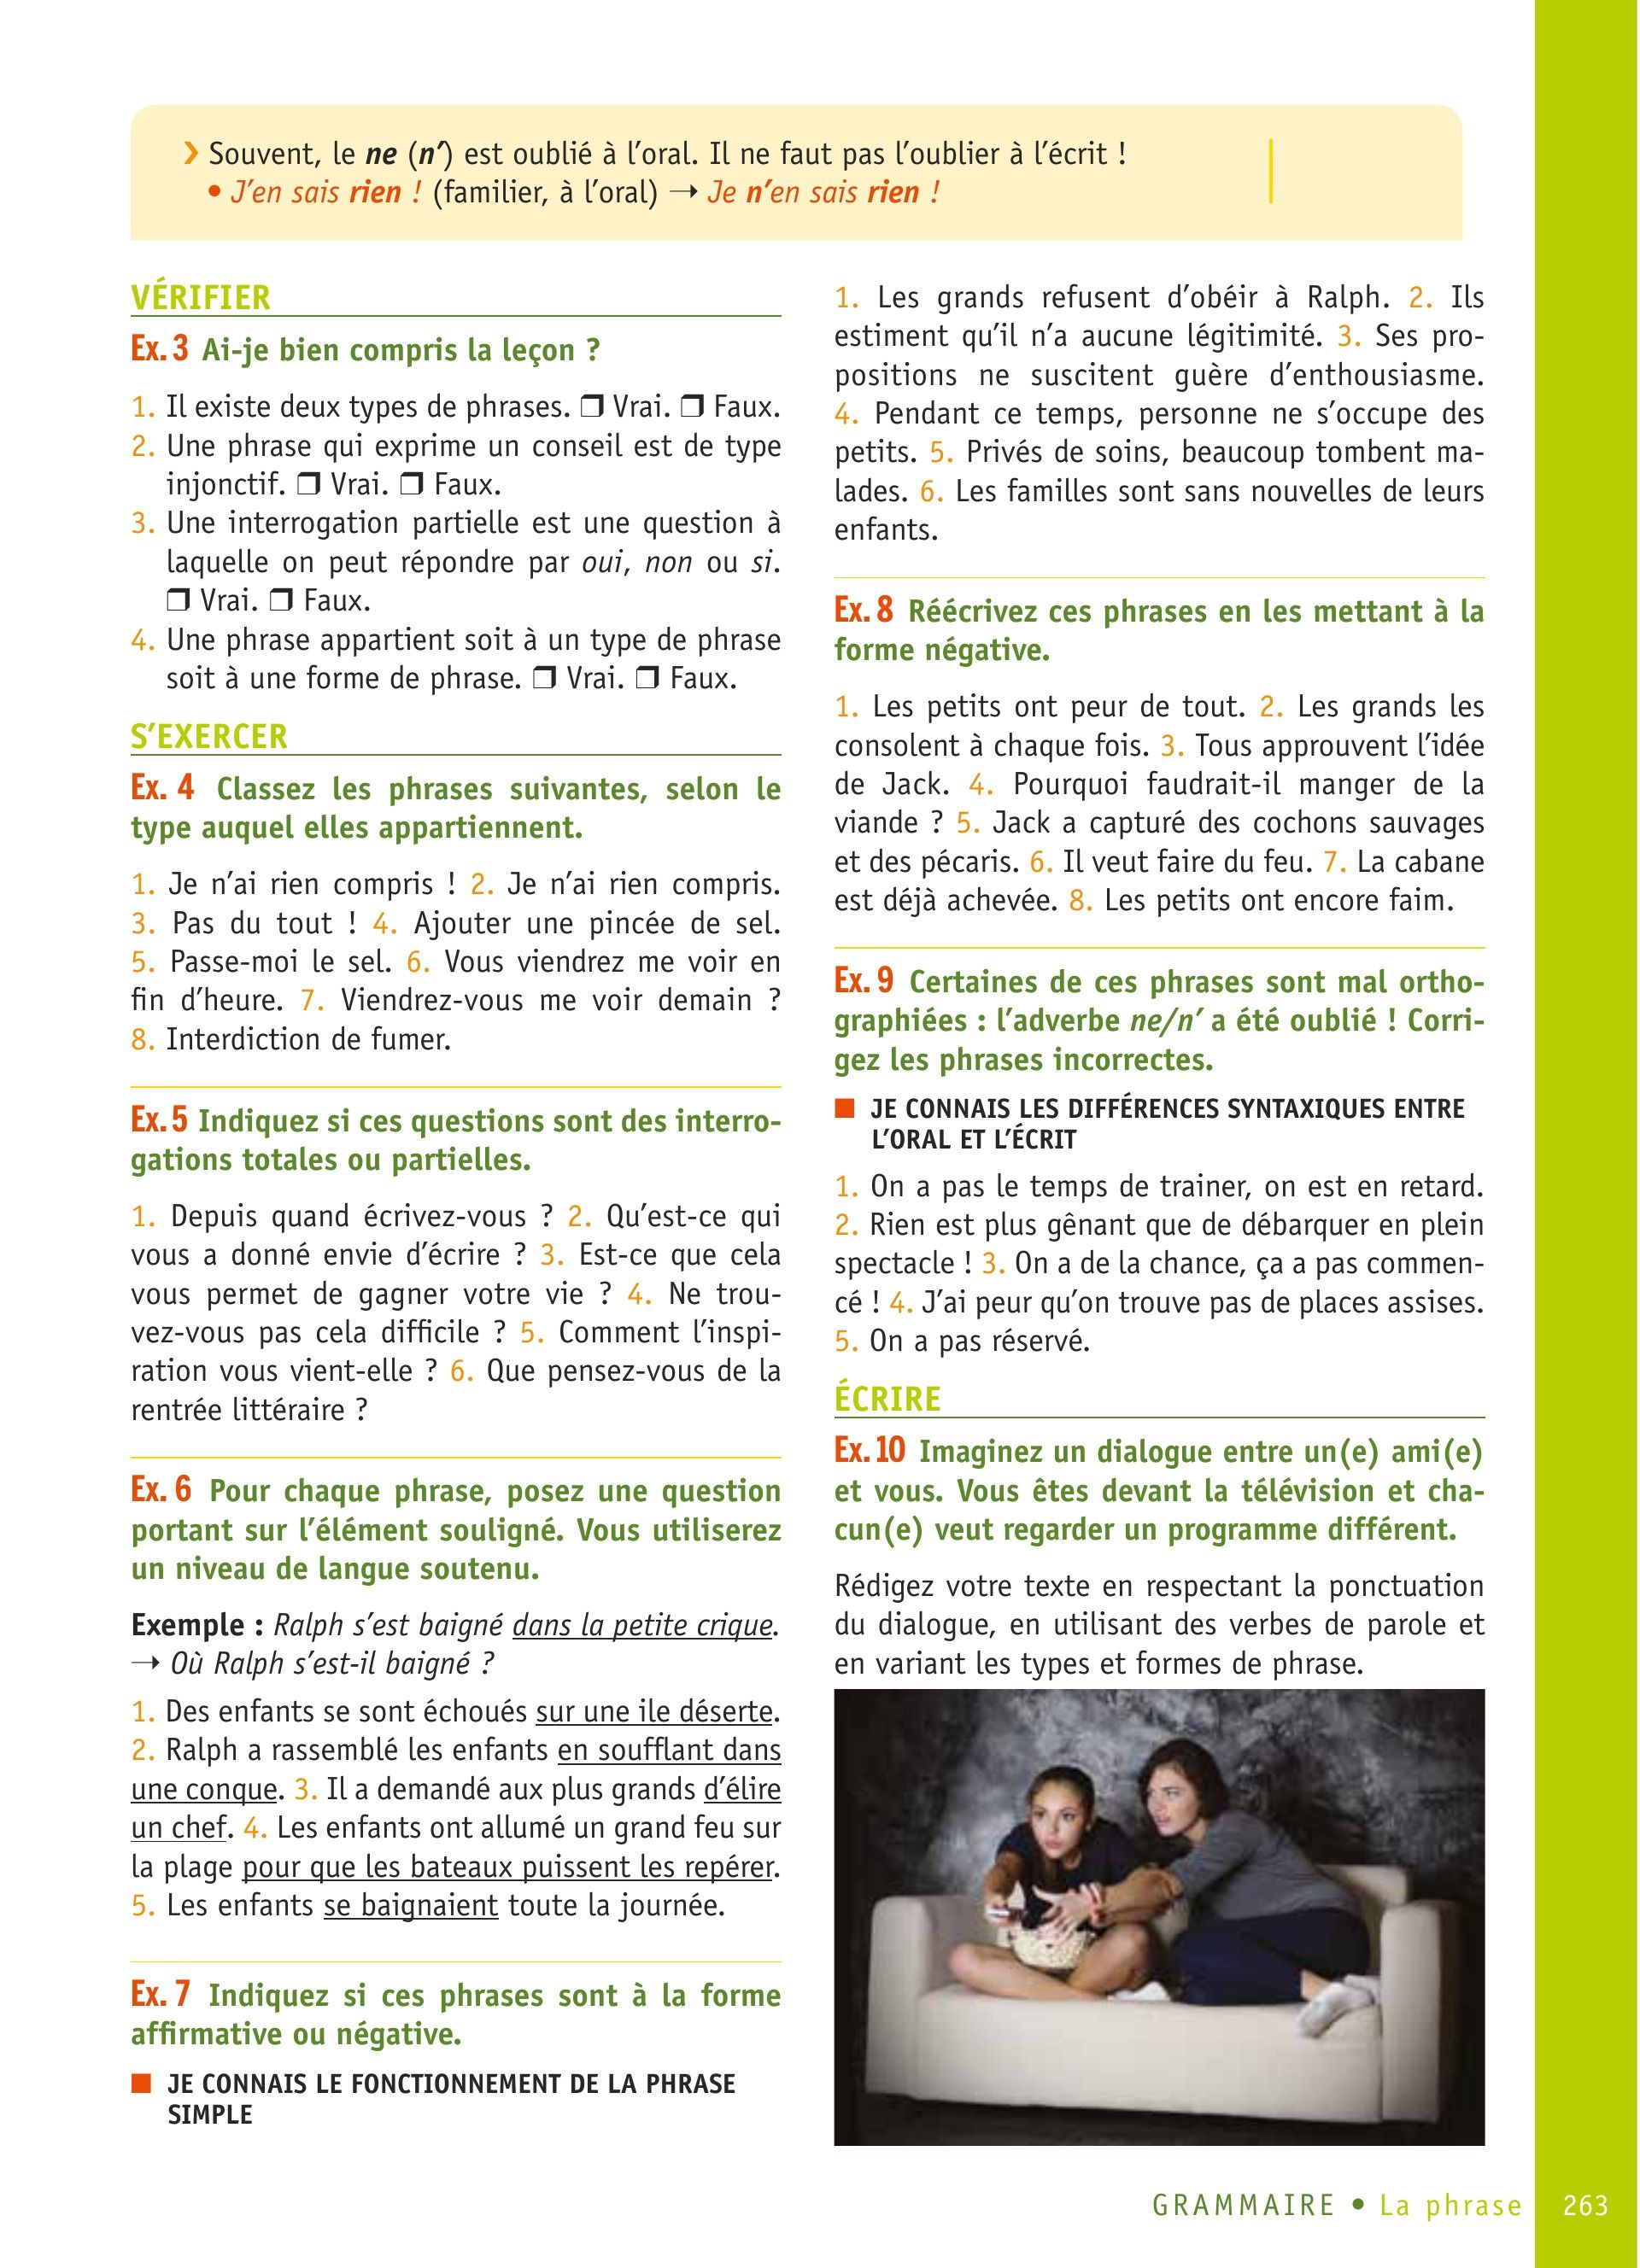 › Souvent, le ne (n’) est oublié à l’oral. Il ne faut pas l’oublier à l’écrit !
• J’en sais rien ! (familier, à l’oral) → Je n’en sais rien !
VÉRIFIER
Ex. 3 Ai-je bien compris la leçon ?
1. Il existe deux types de phrases. ❒ Vrai. ❒ Faux.
2. Une phrase qui exprime un conseil est de type
injonctif. ❒ Vrai. ❒ Faux.
3. Une interrogation partielle est une question à
laquelle on peut répondre par oui, non ou si.
❒ Vrai. ❒ Faux.
4. Une phrase appartient soit à un type de phrase
soit à une forme de phrase. ❒ Vrai. ❒ Faux.
S’EXERCER
Ex. 4 Classez les phrases suivantes, selon le
type auquel elles appartiennent.
1. Je n’ai rien compris ! 2. Je n’ai rien compris.
3. Pas du tout ! 4. Ajouter une pincée de sel.
5. Passe-moi le sel. 6. Vous viendrez me voir en
fin d’heure. 7. Viendrez-vous me voir demain ?
8. Interdiction de fumer.
Ex. 5 Indiquez si ces questions sont des interro-
gations totales ou partielles.
1. Depuis quand écrivez-vous ? 2. Qu’est-ce qui
vous a donné envie d’écrire ? 3. Est-ce que cela
vous permet de gagner votre vie ? 4. Ne trou-
vez-vous pas cela difficile ? 5. Comment l’inspi-
ration vous vient-elle ? 6. Que pensez-vous de la
rentrée littéraire ?
Ex. 6 Pour chaque phrase, posez une question
portant sur l’élément souligné. Vous utiliserez
un niveau de langue soutenu.
Exemple : Ralph s’est baigné dans la petite crique.
→ Où Ralph s’est-il baigné ?
1. Des enfants se sont échoués sur une ile déserte.
2. Ralph a rassemblé les enfants en soufflant dans
une conque. 3. Il a demandé aux plus grands d’élire
un chef. 4. Les enfants ont allumé un grand feu sur
la plage pour que les bateaux puissent les repérer.
5. Les enfants se baignaient toute la journée.
Ex. 7 Indiquez si ces phrases sont à la forme
affirmative ou négative.
■ JE CONNAIS LE FONCTIONNEMENT DE LA PHRASE
SIMPLE
1. Les grands refusent d’obéir à Ralph. 2. Ils
estiment qu’il n’a aucune légitimité. 3. Ses pro-
positions ne suscitent guère d’enthousiasme.
4. Pendant ce temps, personne ne s’occupe des
petits. 5. Privés de soins, beaucoup tombent ma-
lades. 6. Les familles sont sans nouvelles de leurs
enfants.
Ex. 8 Réécrivez ces phrases en les mettant à la
forme négative.
1. Les petits ont peur de tout. 2. Les grands les
consolent à chaque fois. 3. Tous approuvent l’idée
de Jack. 4. Pourquoi faudrait-il manger de la
viande ? 5. Jack a capturé des cochons sauvages
et des pécaris. 6. Il veut faire du feu. 7. La cabane
est déjà achevée. 8. Les petits ont encore faim.
Ex. 9 Certaines de ces phrases sont mal ortho-
graphiées : l’adverbe ne/n’ a été oublié ! Corri-
gez les phrases incorrectes.
■ JE CONNAIS LES DIFFÉRENCES SYNTAXIQUES ENTRE
L’ORAL ET L’ÉCRIT
1. On a pas le temps de trainer, on est en retard.
2. Rien est plus gênant que de débarquer en plein
spectacle ! 3. On a de la chance, ça a pas commen-
cé ! 4. J’ai peur qu’on trouve pas de places assises.
5. On a pas réservé.
ÉCRIRE
Ex. 10 Imaginez un dialogue entre un(e) ami(e)
et vous. Vous êtes devant la télévision et cha-
cun(e) veut regarder un programme différent.
Rédigez votre texte en respectant la ponctuation
du dialogue, en utilisant des verbes de parole et
en variant les types et formes de phrase.
GRAMMAIRE • La phrase 263